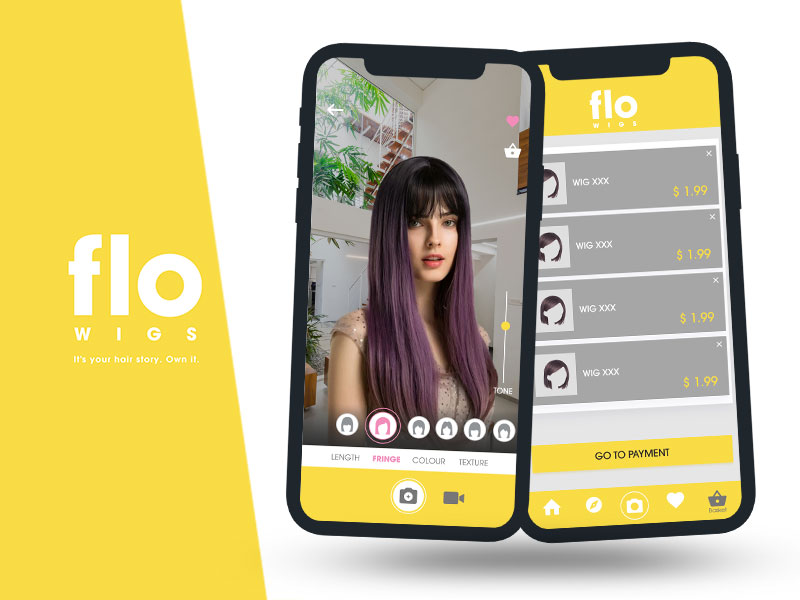 flo
WIGS
It's your hair story. Own it.
TONE
LENGTH FRINGE COLOUR TEXTURE
flo
WIGS
WIG XXX
$ 1.99
WIG XXX
$ 1.99
WIG XXX
$ 1.99
WIG XXX
$ 1.99
GO TO PAYMENT
Basket